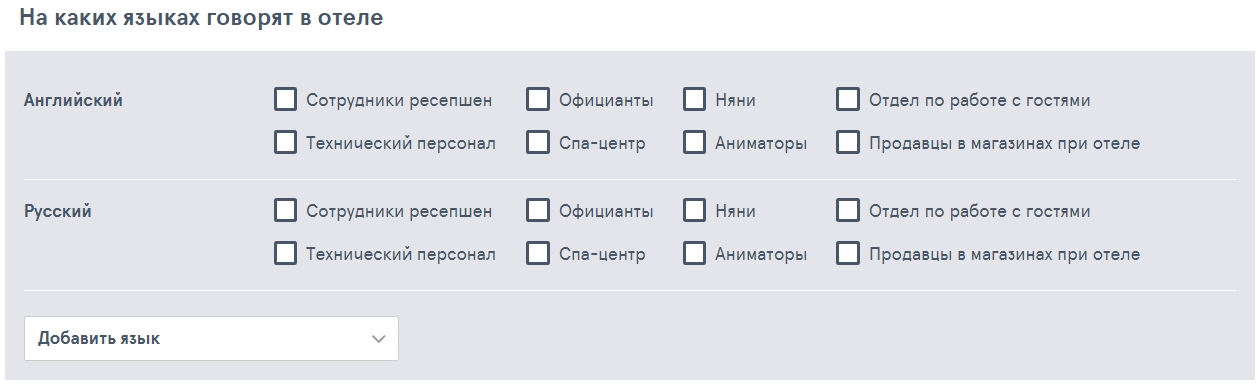 На каких языках говорят в отеле
Английский Сотрудники ресепшен Официанты Няни Отдел по работе с гостями
Технический персонал Спа-центр Аниматоры Продавцы в магазинах при отеле
Русский Сотрудники ресепшен Официанты Няни Отдел по работе с гостями
Технический персонал Спа-центр Аниматоры Продавцы в магазинах при отеле
Добавить язык